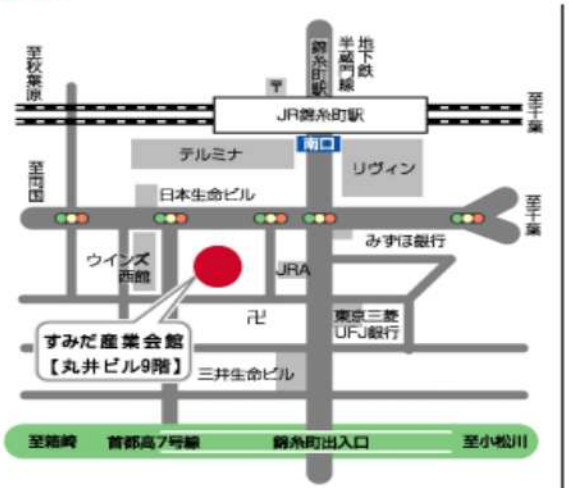 至秋葉原
錦糸町駅
地下鉄
半蔵門線
〒
JR錦糸町駅
至千葉
南口
テルミナ
リヴィン
至両国
日本生命ビル
至千葉
みずほ銀行
ウインズ
西館
JRA
卍
東京三菱
UFJ銀行
すみだ産業会館
【丸井ビル9階】
三井生命ビル
至箱崎
首都高7号線
錦糸町出入口
至小松川